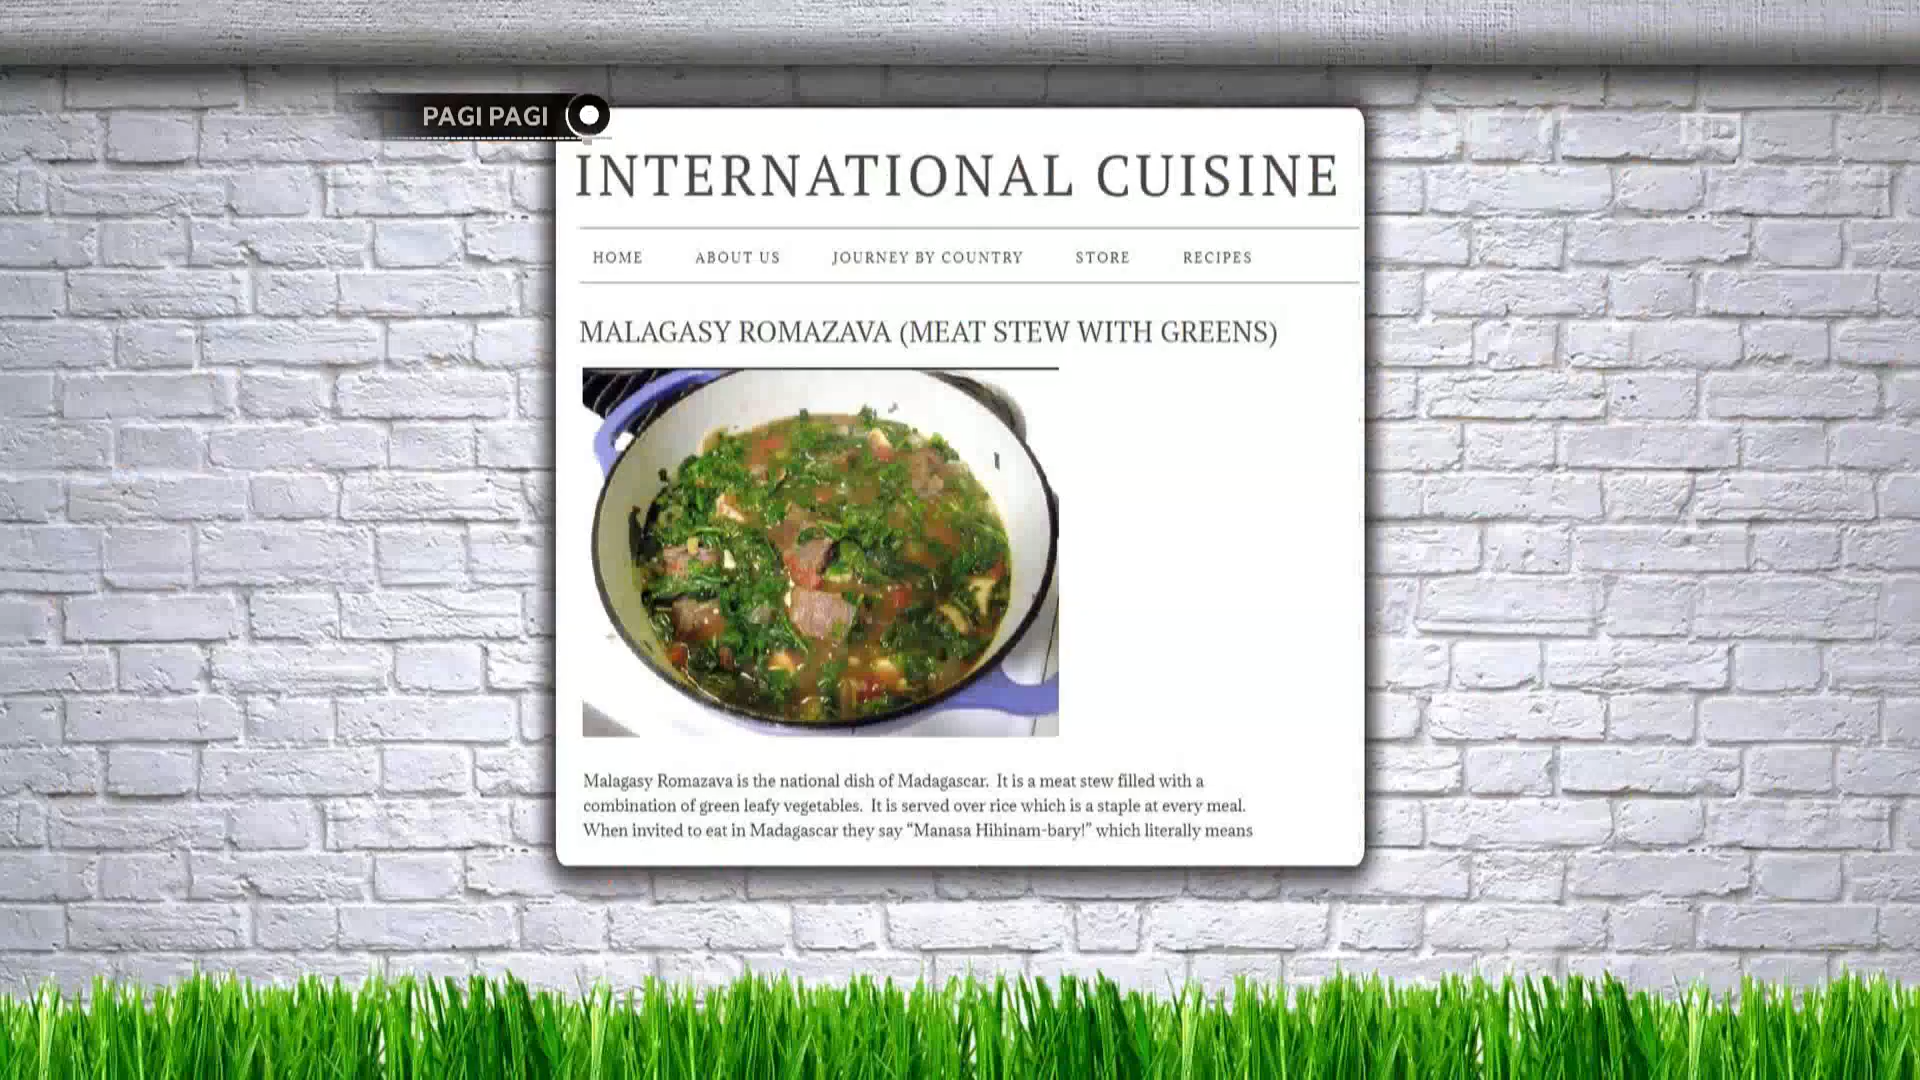 PAGI PAGI
INTERNATIONAL CUISINE
HOME ABOUT US JOURNEY BY COUNTRY STORE RECIPES
MALAGASY ROMAZAVA (MEAT STEW WITH GREENS)
Malagasy Romazava is the national dish of Madagascar. It is a meat stew filled with a
combination of green leafy vegetables. It is served over rice which is a staple at every meal.
When invited to eat in Madagascar they say “Manasa Hihinam-bary!” which literally means